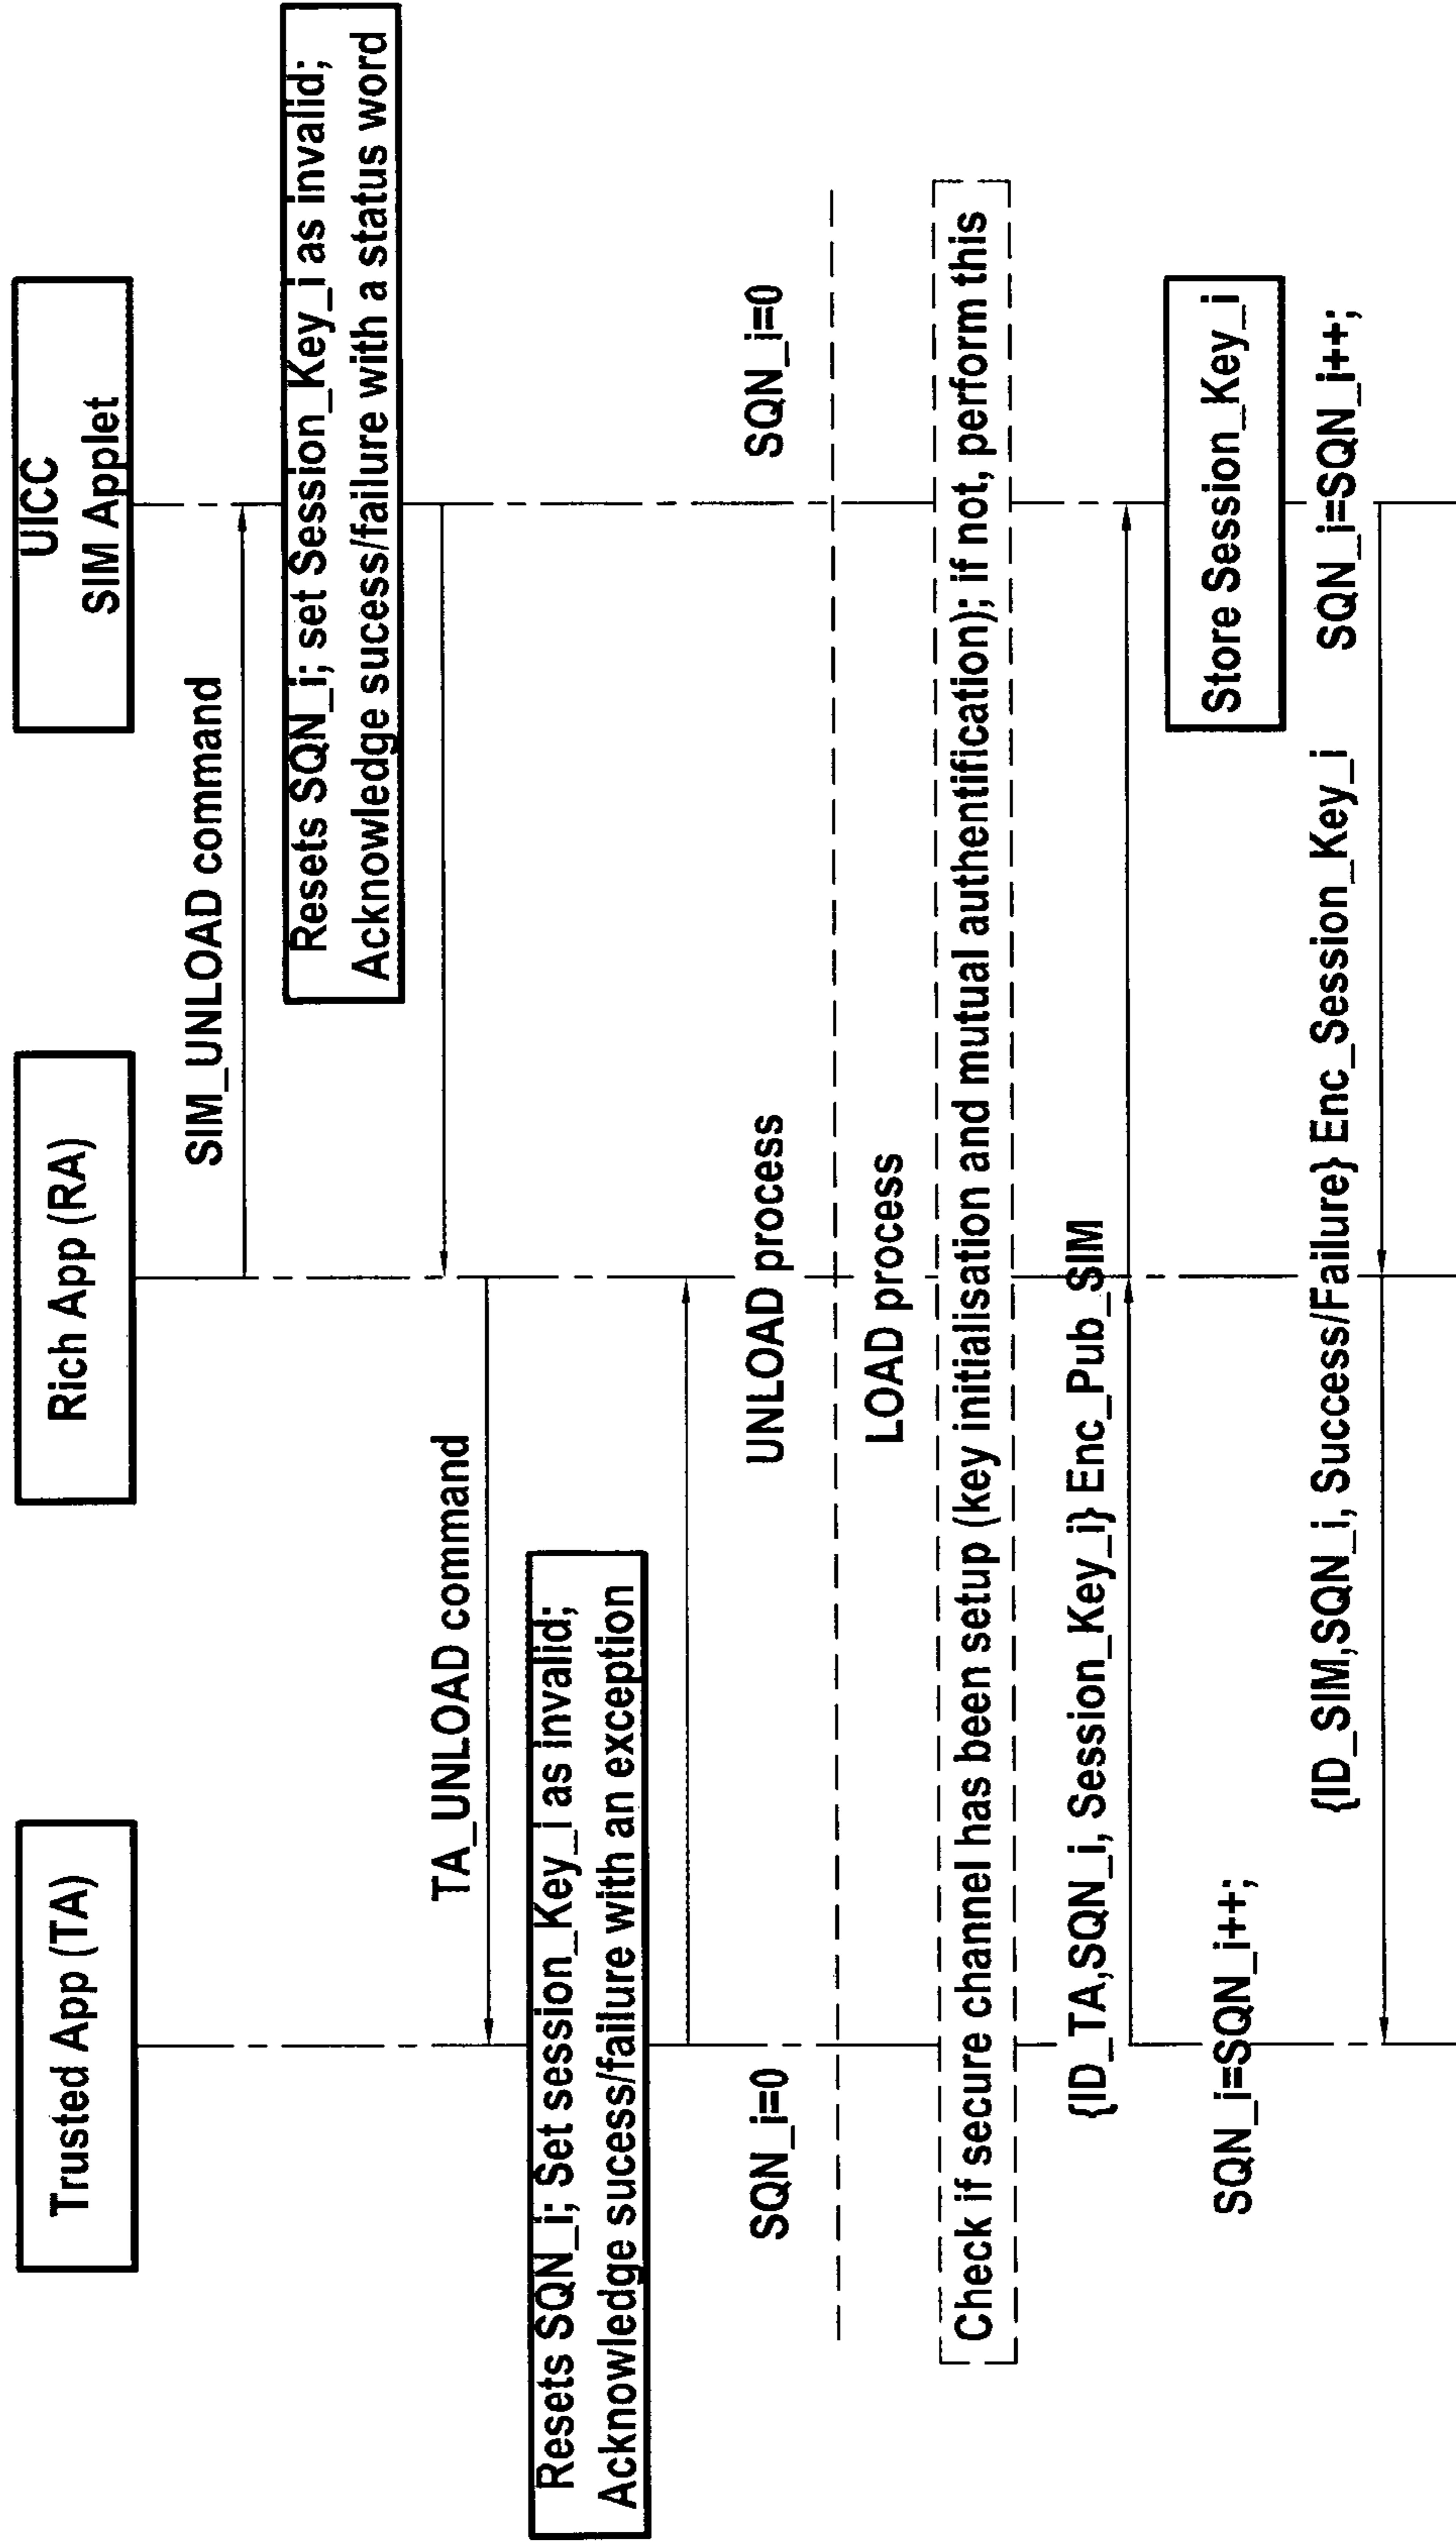 Trusted App (TA)
Rich App (RA)
UICC
SIM Applet
SIM_UNLOAD command
Resets SQN_i; set Session_Key_i as invalid;
Acknowledge sucess/failure with a status word
TA_UNLOAD command
Resets SQN_i; Set session_Key_i as invalid;
Acknowledge sucess/failure with an exception
SQN_i=0
UNLOAD process
SQN_i=0
LOAD process
Check if secure channel has been setup (key initialisation and mutual authentification); if not, perform this
{ID_TA,SQN_i, Session_Key_i} Enc_Pub_SIM
Store Session_Key_i
SQN_i=SQN_i++;
{ID_SIM,SQN_i, Success/Failure} Enc_Session_Key_i
SQN_i=SQN_i++;